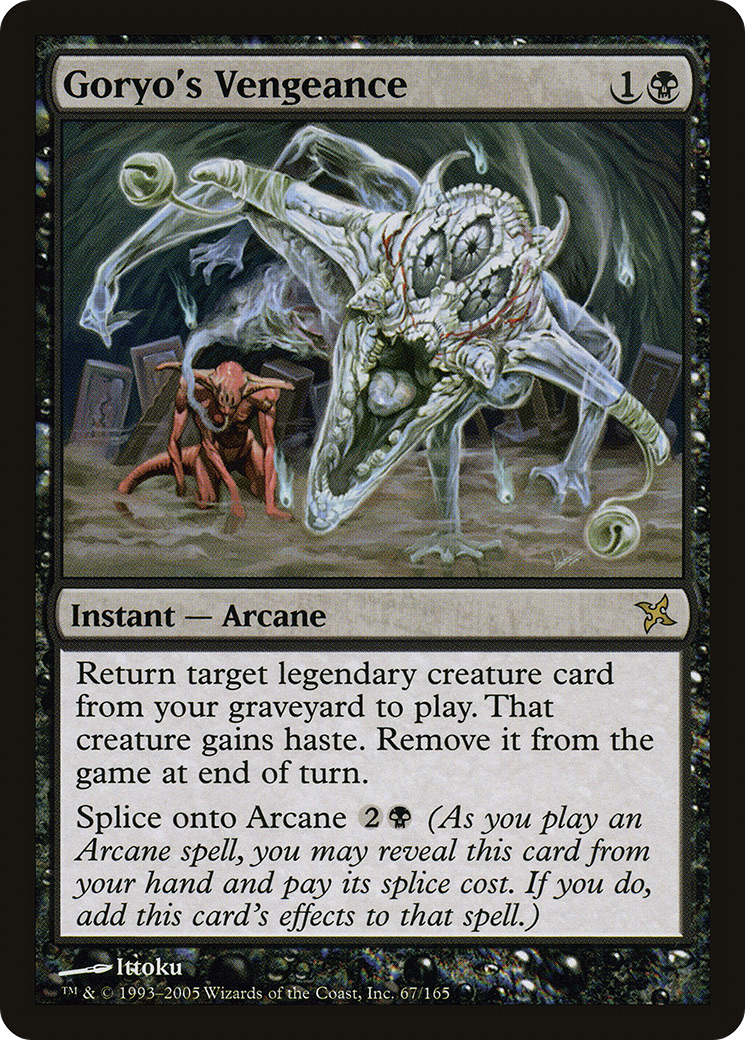 Goryo's Vengeance 1
Instant — Arcane
Return target legendary creature card
from your graveyard to play. That
creature gains haste. Remove it from the
game at end of turn.
Splice onto Arcane 2 (As you play an
Arcane spell, you may reveal this card from
your hand and pay its splice cost. If you do,
add this card's effects to that spell.)
Ittoku
™ & © 1993–2005 Wizards of the Coast, Inc. 67/165